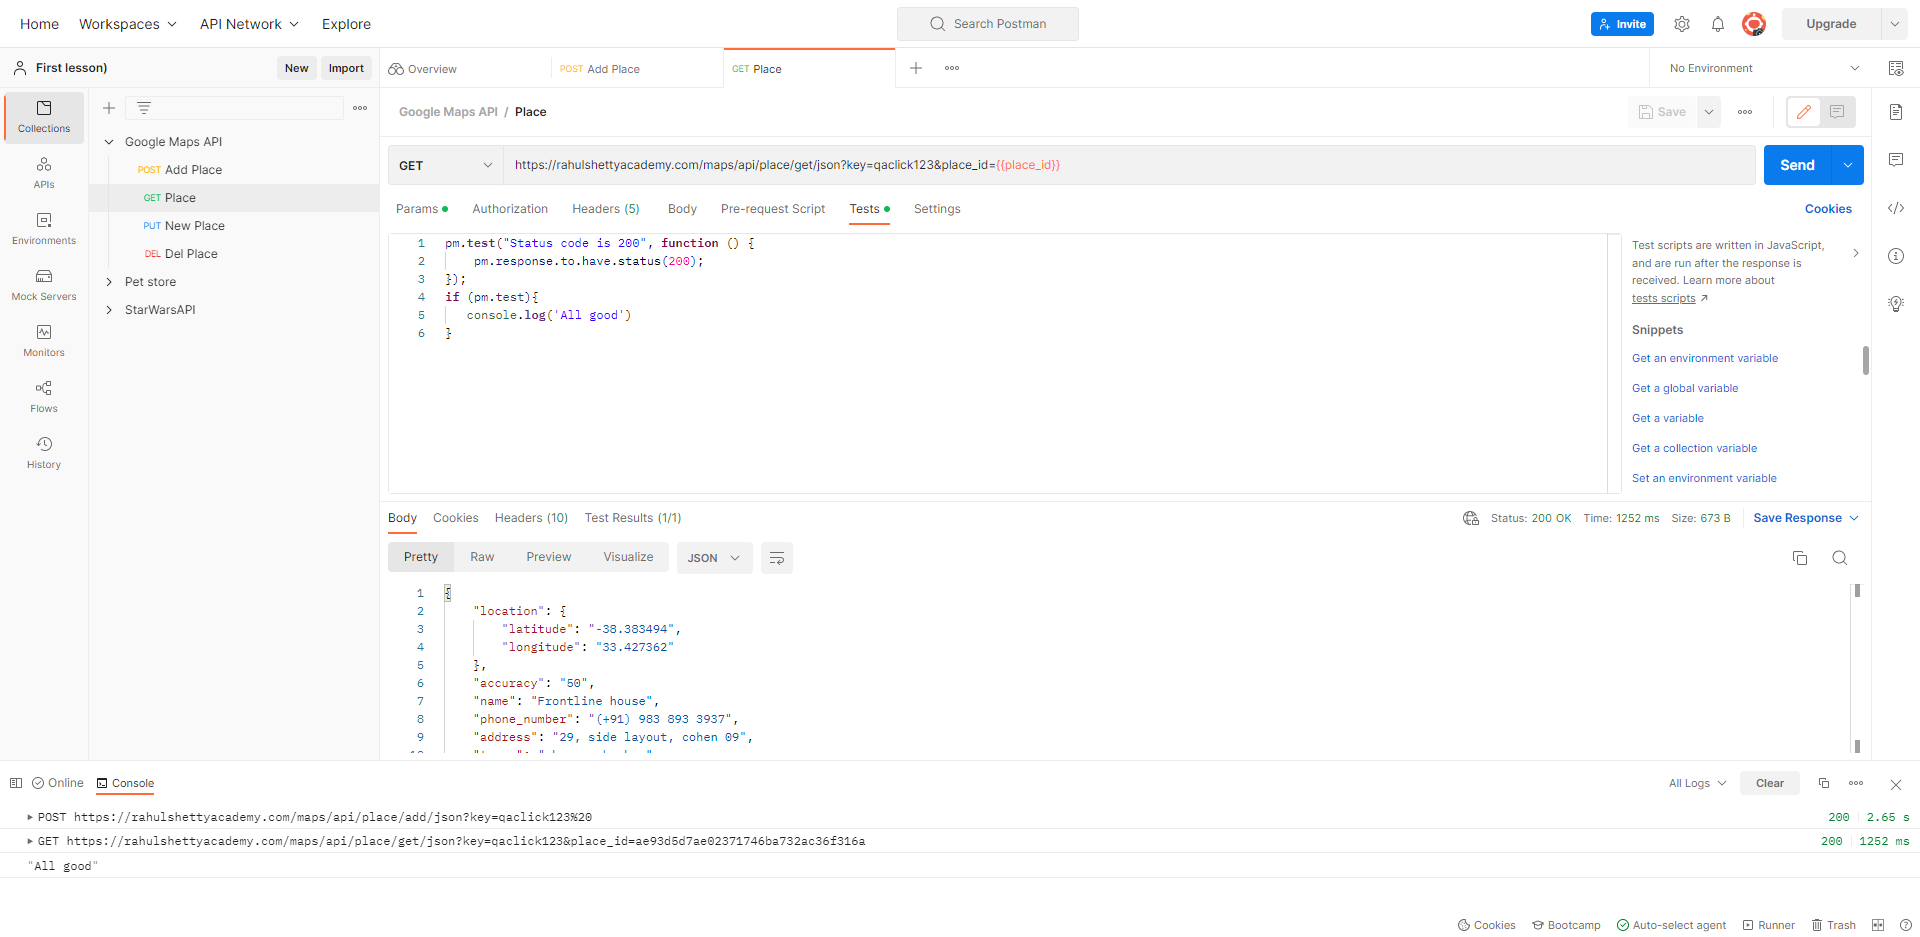 Home Workspaces API Network Explore Search Postman Invite Upgrade
First lesson) New Import Overview POST Add Place GET Place No Environment
Collections
APIs
Environments
Mock Servers
Monitors
Flows
History
Google Maps API
POST Add Place
GET Place
PUT New Place
DEL Del Place
Pet store
StarWarsAPI
Google Maps API / Place Save
GET https://rahulshettyacademy.com/maps/api/place/get/json?key=qaclick123&place_id={{place_id}} Send
Params Authorization Headers (5) Body Pre-request Script Tests Settings Cookies
1 pm.test("Status code is 200", function () {
2 pm.response.to.have.status(200);
3 });
4 if (pm.test){
5 console.log('All good')
6 }
Test scripts are written in JavaScript,
and are run after the response is
received. Learn more about
tests scripts ↗
Snippets
Get an environment variable
Get a global variable
Get a variable
Get a collection variable
Set an environment variable
Body Cookies Headers (10) Test Results (1/1) Status: 200 OK Time: 1252 ms Size: 673 B Save Response
Pretty Raw Preview Visualize JSON
1 {
2 "location": {
3 "latitude": "-38.383494",
4 "longitude": "33.427362"
5 },
6 "accuracy": "50",
7 "name": "Frontline house",
8 "phone_number": "(+91) 983 893 3937",
9 "address": "29, side layout, cohen 09",
Online Console All Logs Clear
POST https://rahulshettyacademy.com/maps/api/place/add/json?key=qaclick123%20 200 2.65 s
GET https://rahulshettyacademy.com/maps/api/place/get/json?key=qaclick123&place_id=ae93d5d7ae02371746ba732ac36f316a 200 1252 ms
"All good"
Cookies Bootcamp Auto-select agent Runner Trash